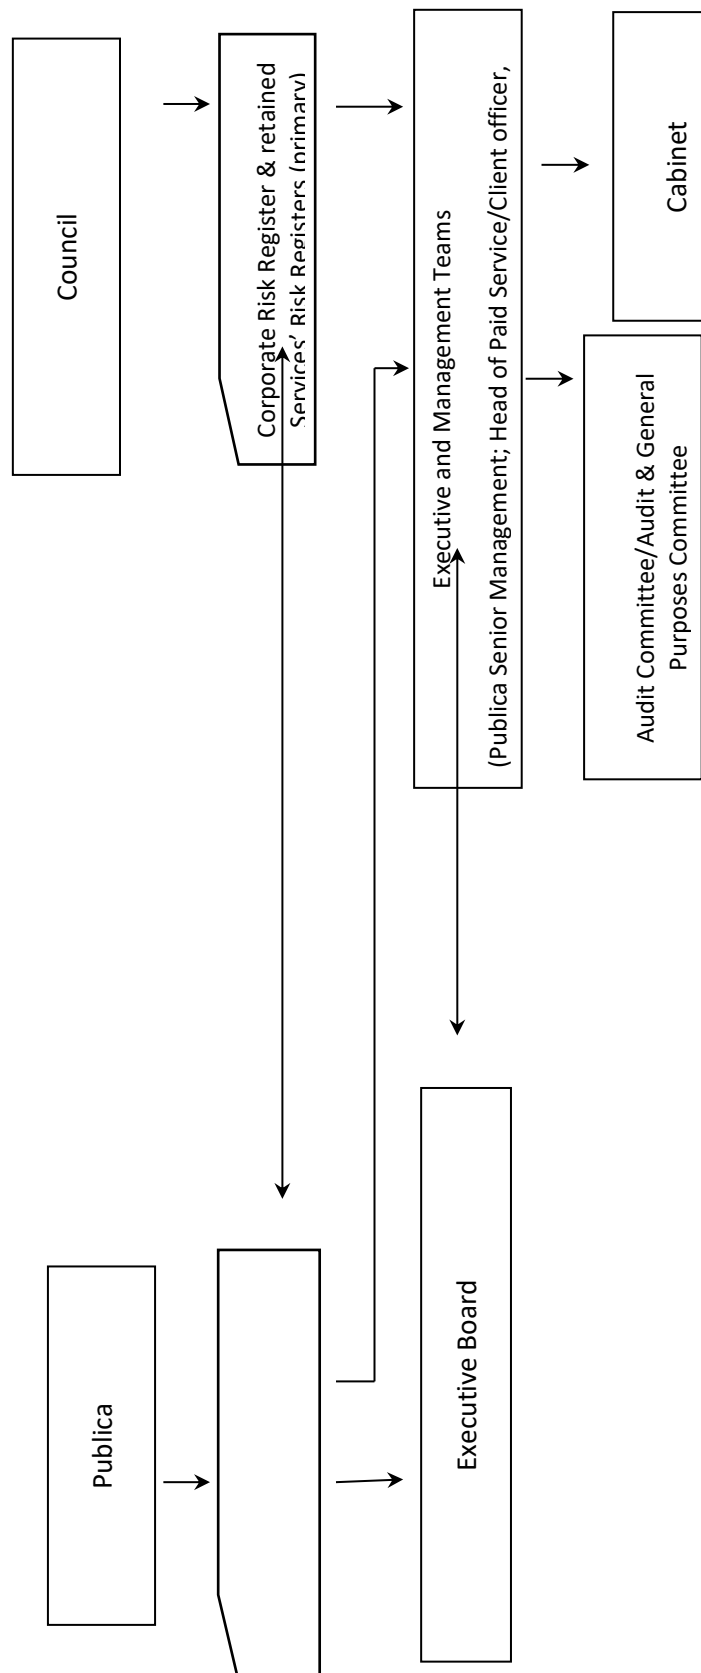 Council
Corporate Risk Register & retained
Services' Risk Registers (primary)
Executive and Management Teams
(Publica Senior Management; Head of Paid Service/Client officer,
Cabinet
Audit Committee/Audit & General
Purposes Committee
Publica
Executive Board